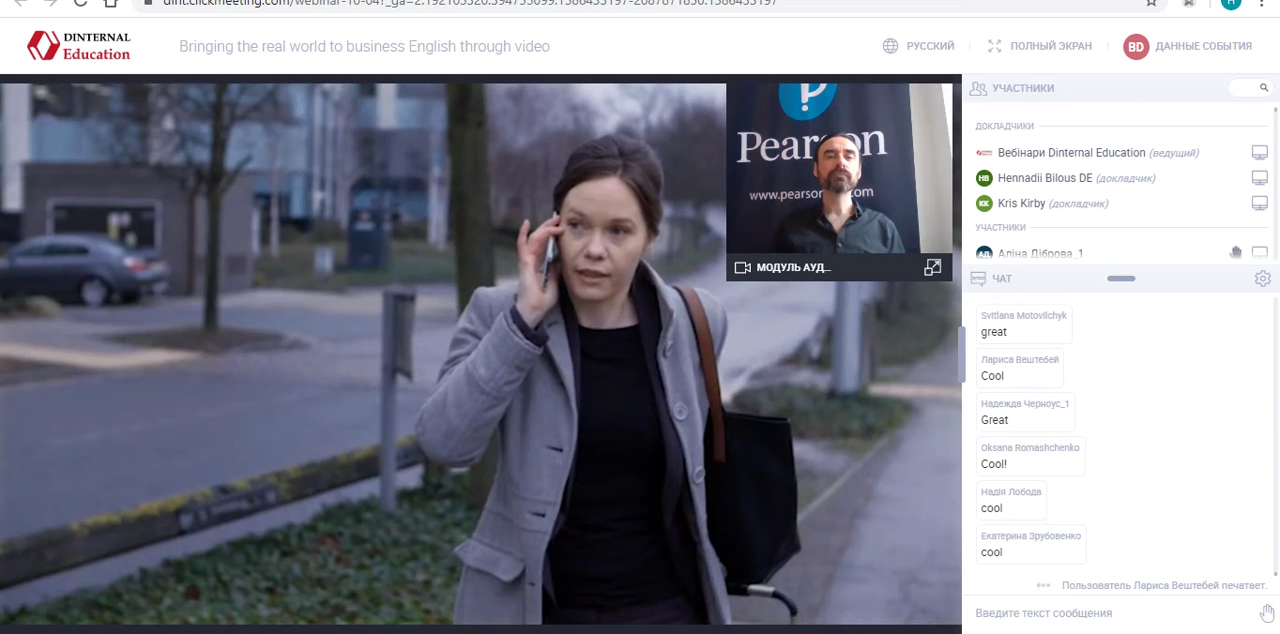 DINTERNAL
Education
Bringing the real world to business English through video
РУССКИЙ
ПОЛНЫЙ ЭКРАН
BD
ДАННЫЕ СОБЫТИЯ
H
УЧАСТНИКИ
ДОКЛАДЧИКИ
Вебінари Dinternal Education (ведущий)
HB Hennadii Bilous DE (докладчик)
KK Kris Kirby (докладчик)
УЧАСТНИКИ
АД Аліна Діброва_1
Pearson
www.pearson
МОДУЛЬ АУД...
ЧАТ
Svitlana Motovilchyk
great
Лариса Вештебей
Cool
Надежда Черноус_1
Great
Oksana Romashchenko
Cool!
Надія Лобода
cool
Екатерина Зрубовенко
cool
Пользователь Лариса Вештебей печатает.
Введите текст сообщения